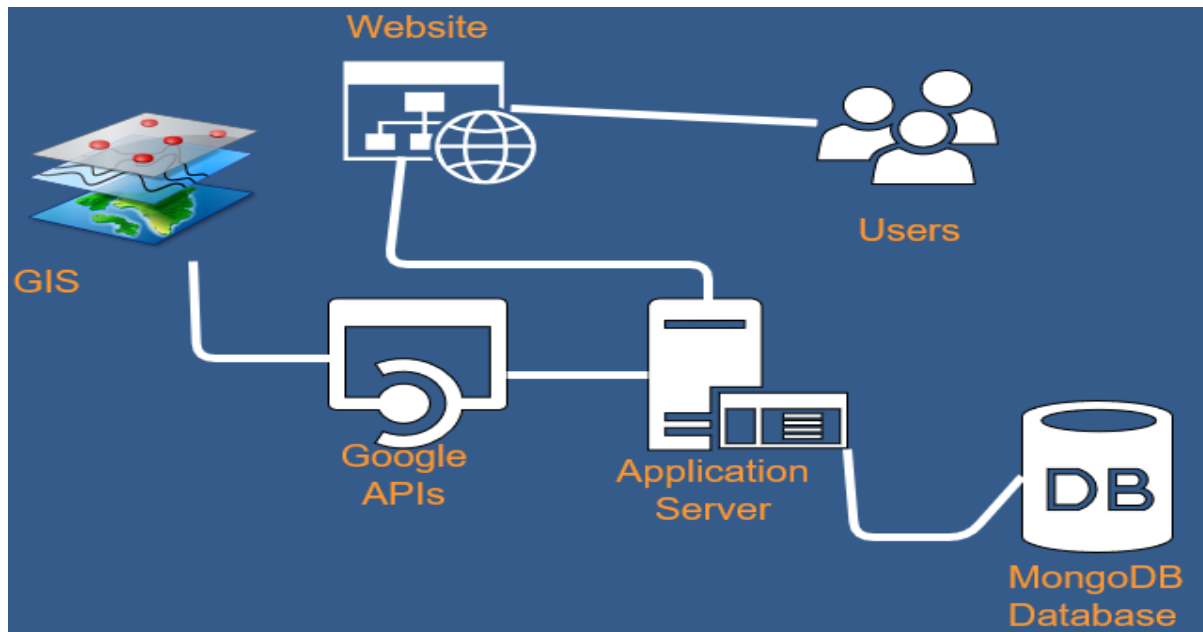 Website
Users
GIS
Google
APIs
Application
Server
DB
MongoDB
Database